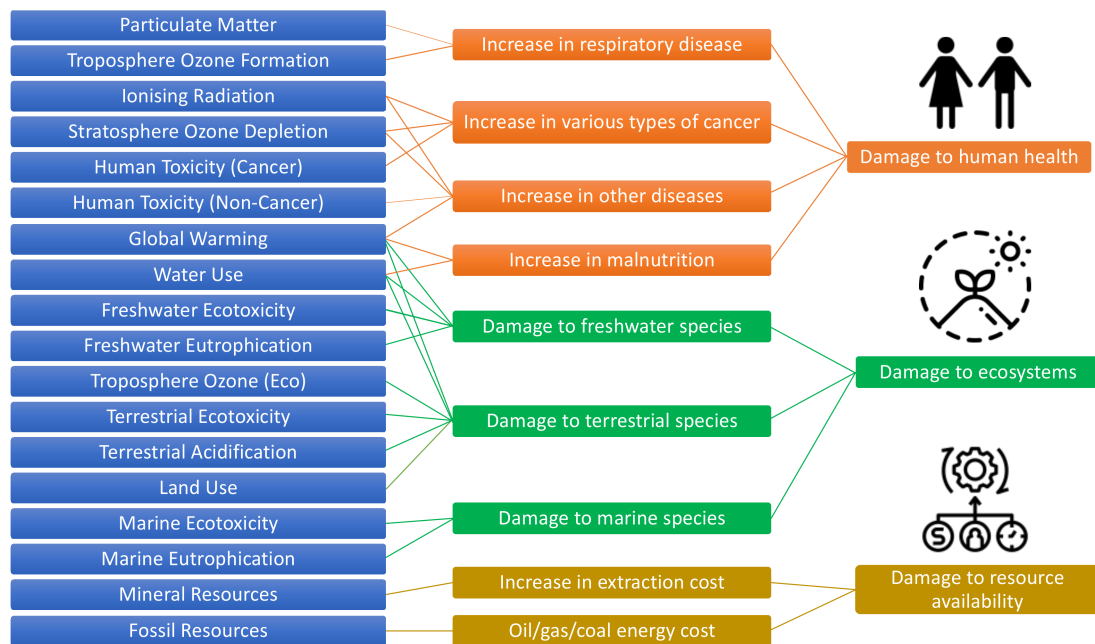 Particulate Matter
Troposphere Ozone Formation
Ionising Radiation
Stratosphere Ozone Depletion
Human Toxicity (Cancer)
Human Toxicity (Non-Cancer)
Global Warming
Water Use
Freshwater Ecotoxicity
Freshwater Eutrophication
Troposphere Ozone (Eco)
Terrestrial Ecotoxicity
Terrestrial Acidification
Land Use
Marine Ecotoxicity
Marine Eutrophication
Mineral Resources
Fossil Resources
Increase in respiratory disease
Increase in various types of cancer
Increase in other diseases
Increase in malnutrition
Damage to freshwater species
Damage to terrestrial species
Damage to marine species
Increase in extraction cost
Oil/gas/coal energy cost
Damage to human health
Damage to ecosystems
S
Damage to resource
availability